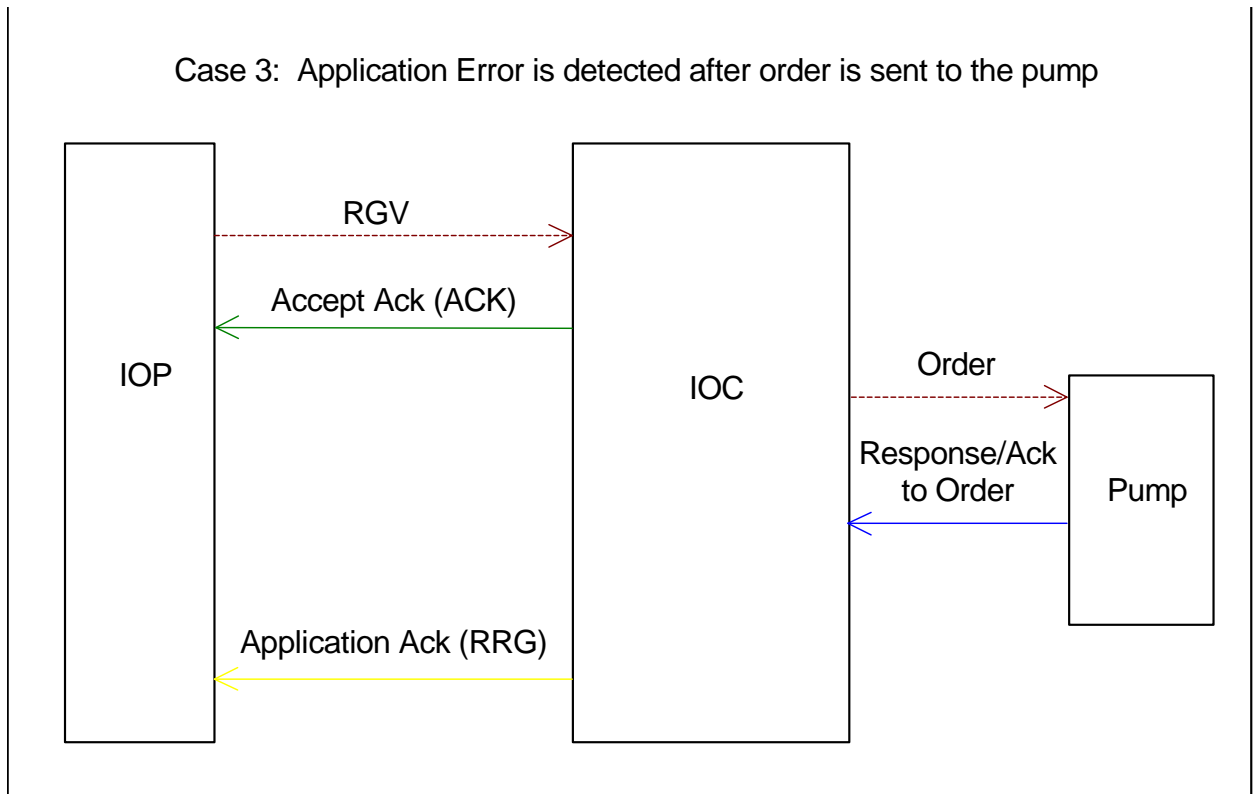 Case 3: Application Error is detected after order is sent to the pump
RGV
Accept Ack (ACK)
IOP
IOC
Order
Response/Ack
to Order
Pump
Application Ack (RRG)